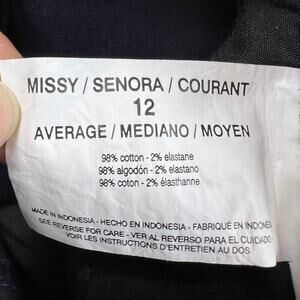 MISSY / SENORA / COURANT
12
AVERAGE / MEDIANO / MOYEN
98% cotton - 2% elastane
98% algodón - 2% elastano
98% coton - 2% élasthanne
MADE IN INDONESIA - HECHO EN INDONESIA - FABRIQUÉ EN INDONÉSIE
SEE REVERSE FOR CARE - VER AL REVERSO PARA EL CUIDADO
VOIR LES INSTRUCTIONS D'ENTRETIEN AU DOS